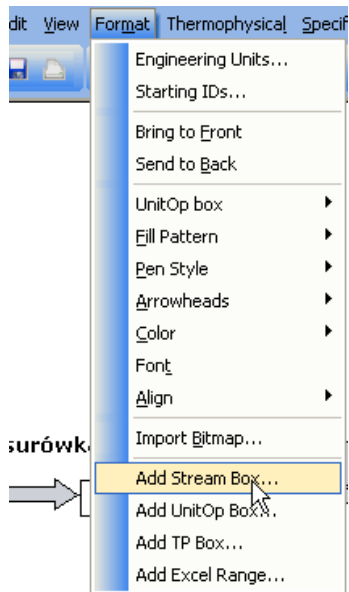 dit View Format Thermophysical Specif
Engineering Units...
Starting IDs...
Bring to Front
Send to Back
UnitOp box
Fill Pattern
Pen Style
Arrowheads
Color
Font
Align
Import Bitmap...
surówka
Add Stream Box...
Add UnitOp Box...
Add TP Box...
Add Excel Range...